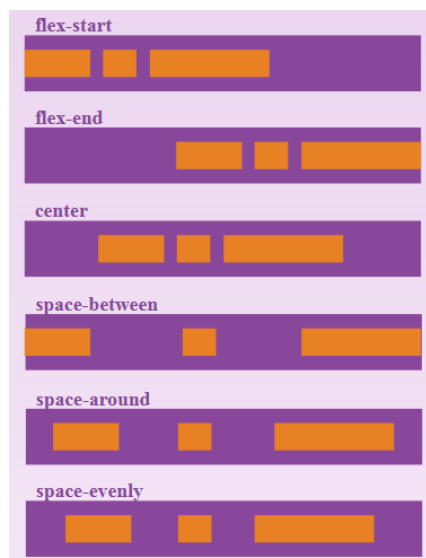 flex-start
flex-end
center
space-between
space-around
space-evenly